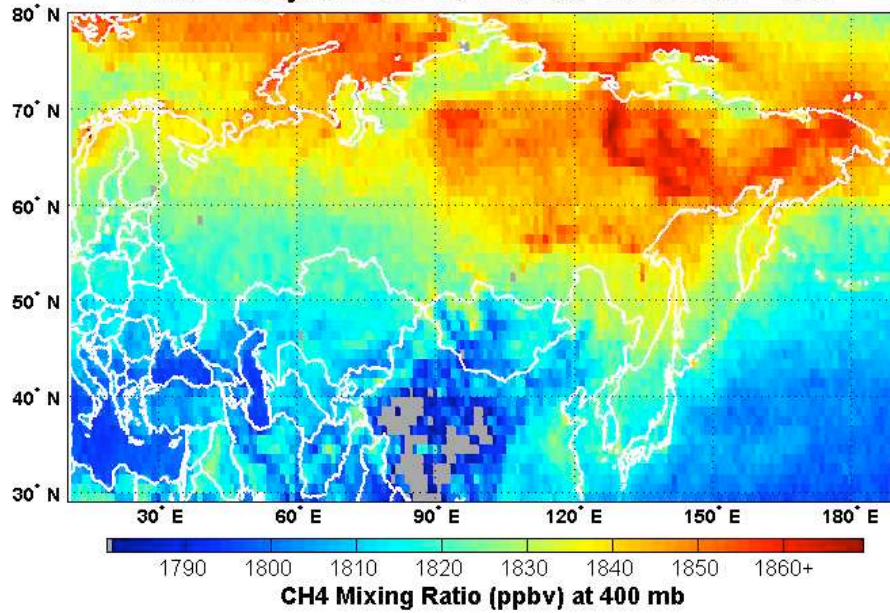 80° N
70° N
60° N
50° N
40° N
30° N
30° E 60° E 90° E 120° E 150° E 180° E
1790 1800 1810 1820 1830 1840 1850 1860+
CH4 Mixing Ratio (ppbv) at 400 mb